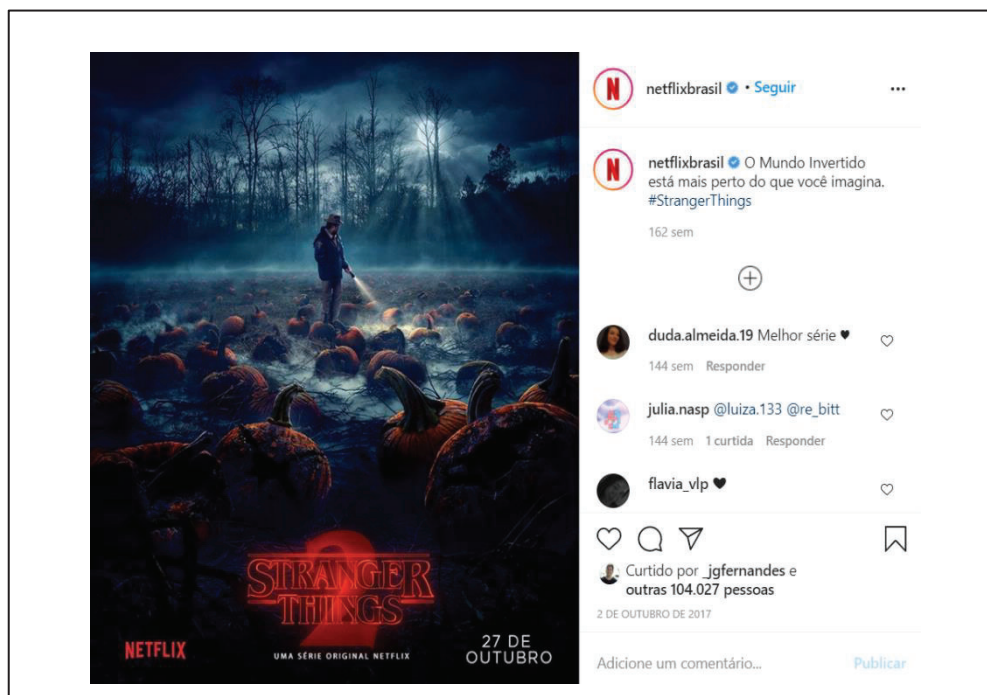 STRANGER
THINGS
2
NETFLIX
UMA SÉRIE ORIGINAL NETFLIX
27 DE
OUTUBRO
N
netflixbrasil • Seguir
N
netflixbrasil O Mundo Invertido
está mais perto do que você imagina.
#StrangerThings
162 sem
duda.almeida.19 Melhor série ♥
144 sem Responder
julia.nasp @luiza.133 @re_bitt
144 sem 1 curtida Responder
flavia_vlp ♥
Curtido por _jgfernandes e
outras 104.027 pessoas
2 DE OUTUBRO DE 2017
Adicione um comentário... Publicar